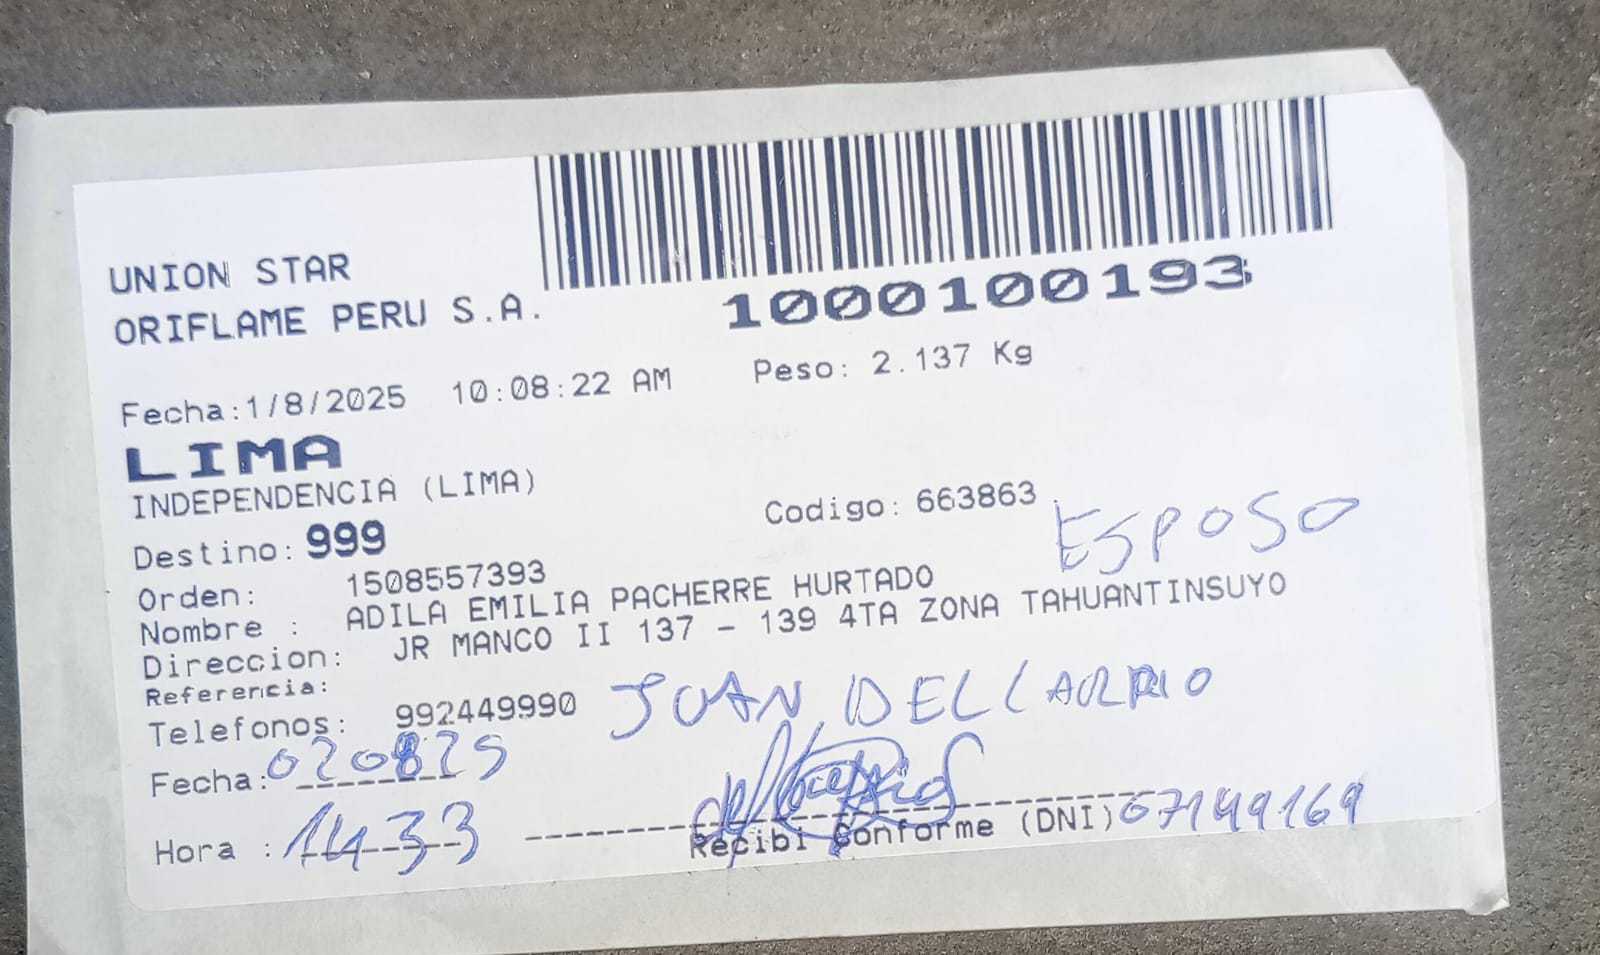 UNION STAR
ORIFLAME PERU S.A.
1000100193
Fecha:1/8/2025 10:08:22 AM Peso: 2.137 Kg
LIMA
INDEPENDENCIA (LIMA)
Codigo: 663863
Destino: 999
ESPOSO
Orden: 1508557393
Nombre : ADILA EMILIA PACHERRE HURTADO
Direccion: JR MANCO II 137 - 139 4TA ZONA TAHUANTINSUYO
Referencia:
Telefonos: 992449990
JUAN DEL
Fecha: 020825
Hora : 1433
Recibi Conforme (DNI) 07149169